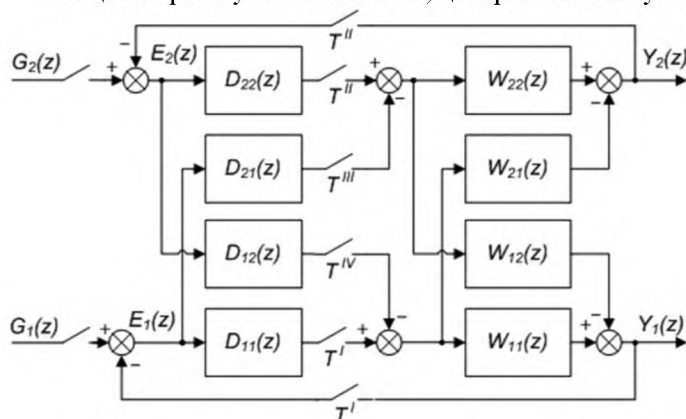 T^II
G₂(z)
+
−
E₂(z)
D₂₂(z)
T^II
+
−
W₂₂(z)
+
−
Y₂(z)
D₂₁(z)
T^III
W₂₁(z)
D₁₂(z)
T^IV
W₁₂(z)
G₁(z)
+
−
E₁(z)
D₁₁(z)
T^I
+
−
W₁₁(z)
+
−
Y₁(z)
T^I